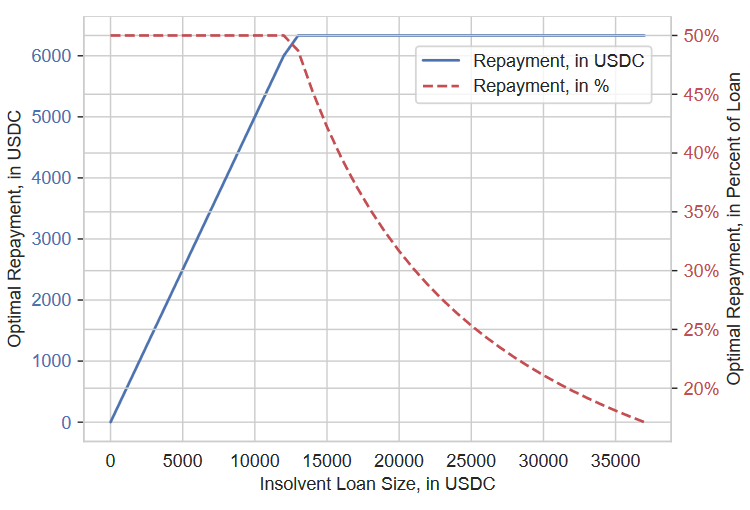 Optimal Repayment, in USDC
6000
5000
4000
3000
2000
1000
0
Repayment, in USDC
Repayment, in %
50%
45%
40%
35%
30%
25%
20%
Optimal Repayment, in Percent of Loan
0 5000 10000 15000 20000 25000 30000 35000
Insolvent Loan Size, in USDC